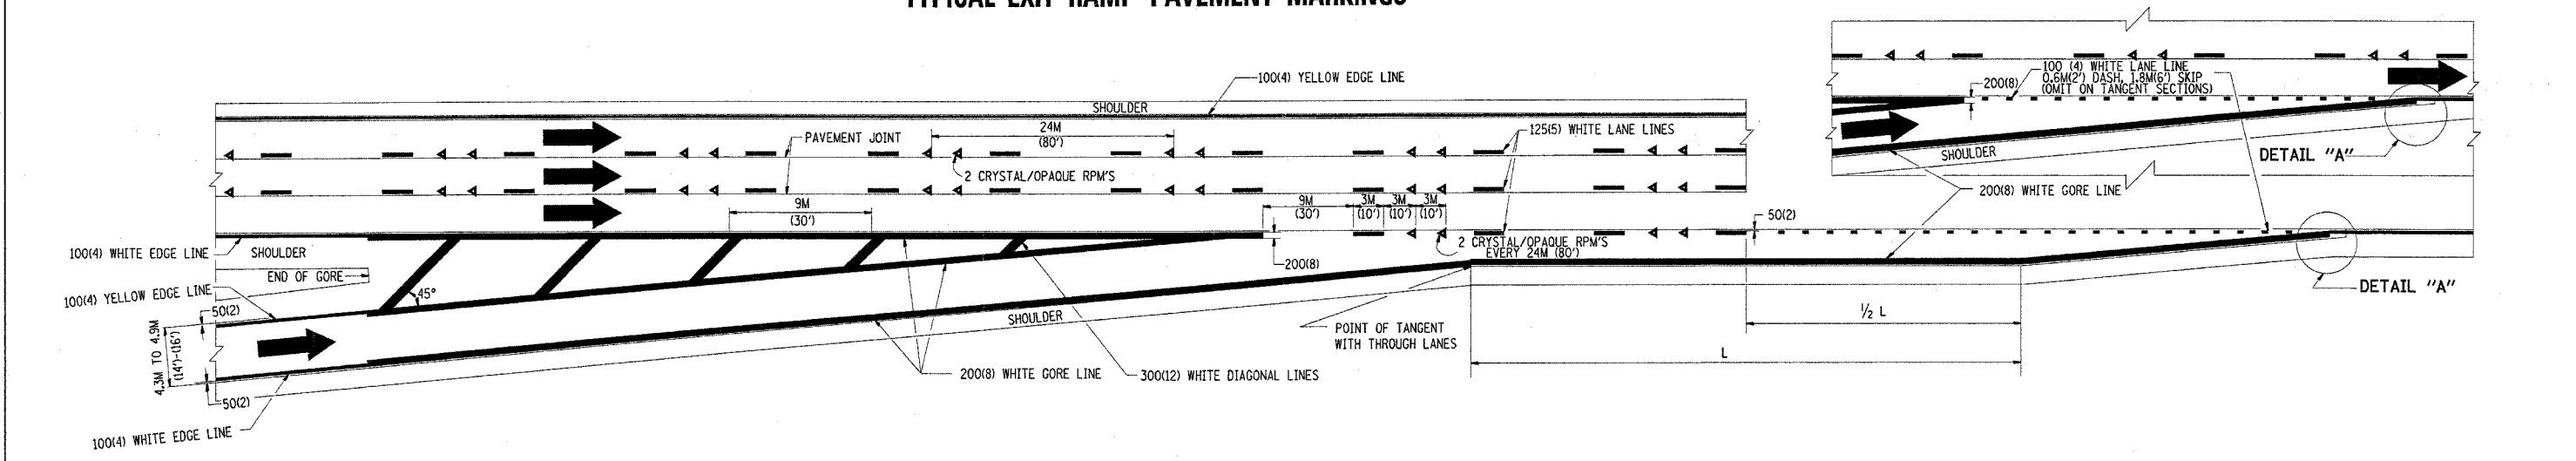 TYPICAL EXIT RAMP PAVEMENT MARKINGS
100(4) YELLOW EDGE LINE
SHOULDER
24M
(80')
PAVEMENT JOINT
125(5) WHITE LANE LINES
2 CRYSTAL/OPAQUE RPM'S
9M
(30')
9M
(30')
3M
(10')
3M
(10')
3M
(10')
50(2)
100(4) WHITE EDGE LINE
SHOULDER
END OF GORE
2 CRYSTAL/OPAQUE RPM'S
EVERY 24M (80')
200(8)
100(4) YELLOW EDGE LINE
45°
50(2)
4.3M TO 4.9M
(14')-(16')
50(2)
100(4) WHITE EDGE LINE
SHOULDER
200(8) WHITE GORE LINE
300(12) WHITE DIAGONAL LINES
POINT OF TANGENT
WITH THROUGH LANES
½ L
L
100 (4) WHITE LANE LINE
0.6M(2') DASH, 1.8M(6') SKIP
(OMIT ON TANGENT SECTIONS)
200(8)
SHOULDER
DETAIL "A"
200(8) WHITE GORE LINE
DETAIL "A"